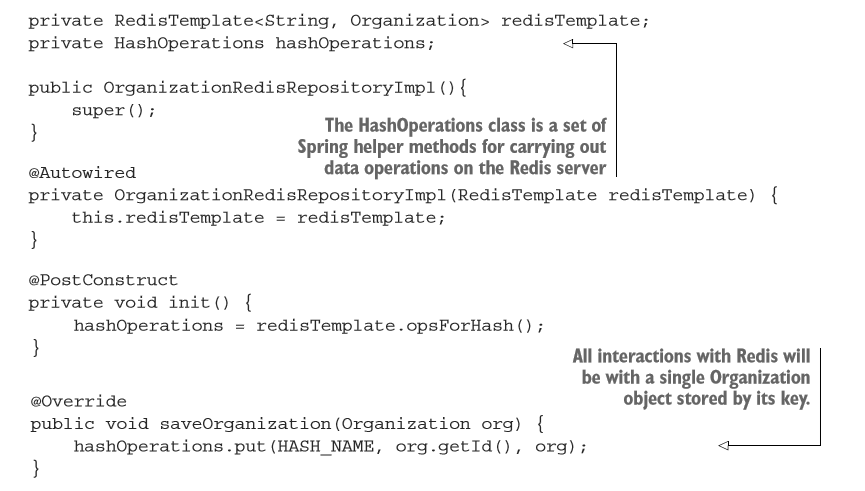 private RedisTemplate<String, Organization> redisTemplate;
private HashOperations hashOperations;
public OrganizationRedisRepositoryImpl(){
super();
}
The HashOperations class is a set of
Spring helper methods for carrying out
data operations on the Redis server
@Autowired
private OrganizationRedisRepositoryImpl(RedisTemplate redisTemplate) {
this.redisTemplate = redisTemplate;
}
@PostConstruct
private void init() {
hashOperations = redisTemplate.opsForHash();
}
All interactions with Redis will
be with a single Organization
object stored by its key.
@Override
public void saveOrganization(Organization org) {
hashOperations.put(HASH_NAME, org.getId(), org);
}